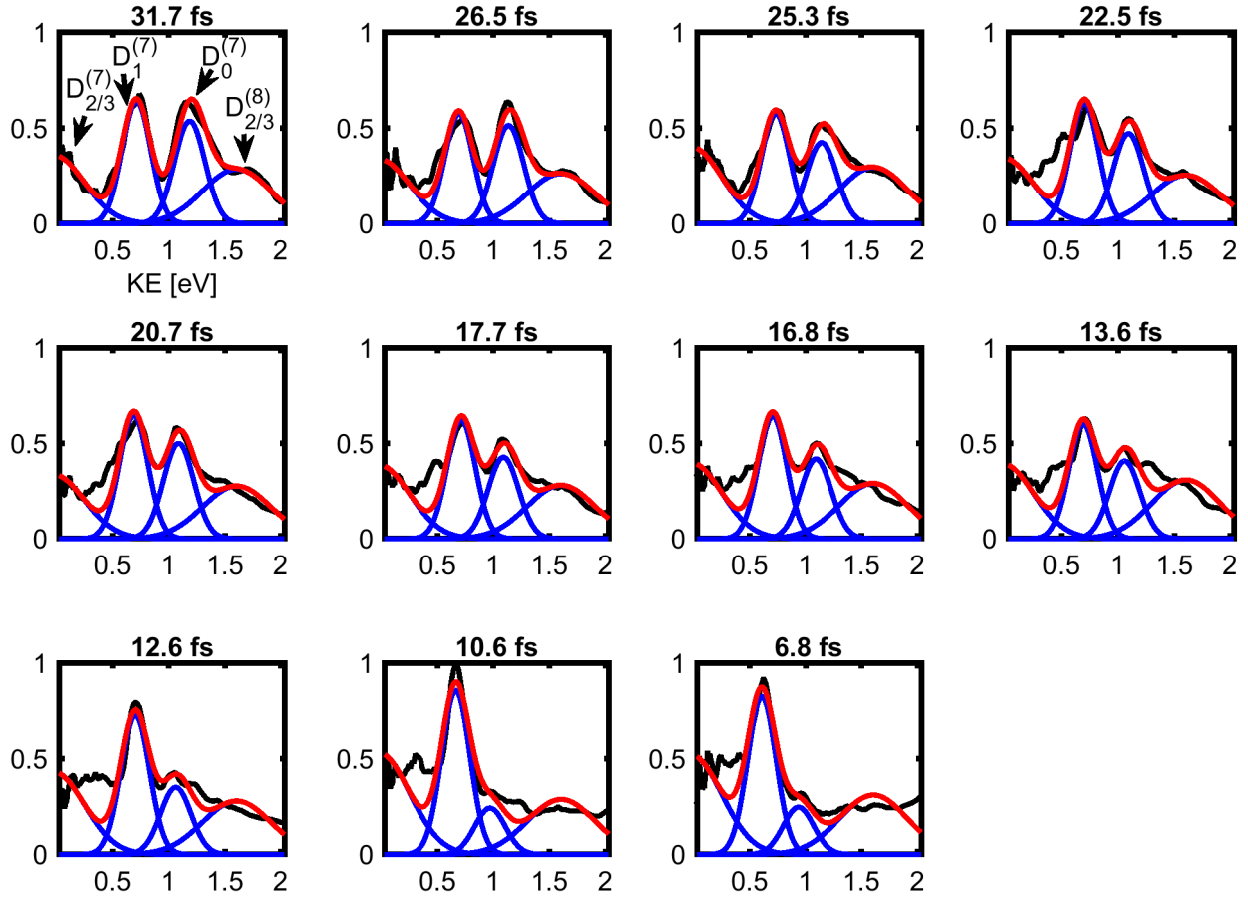 31.7 fs 26.5 fs 25.3 fs 22.5 fs
1 1 1 1
D_{2/3}^{(7)} D_1^{(7)} D_0^{(7)} D_{2/3}^{(8)}
0.5 0.5 0.5 0.5
0 0 0 0
0.5 1 1.5 2 0.5 1 1.5 2 0.5 1 1.5 2 0.5 1 1.5 2
KE [eV]
20.7 fs 17.7 fs 16.8 fs 13.6 fs
1 1 1 1
0.5 0.5 0.5 0.5
0 0 0 0
0.5 1 1.5 2 0.5 1 1.5 2 0.5 1 1.5 2 0.5 1 1.5 2
12.6 fs 10.6 fs 6.8 fs
1 1 1
0.5 0.5 0.5
0 0 0
0.5 1 1.5 2 0.5 1 1.5 2 0.5 1 1.5 2